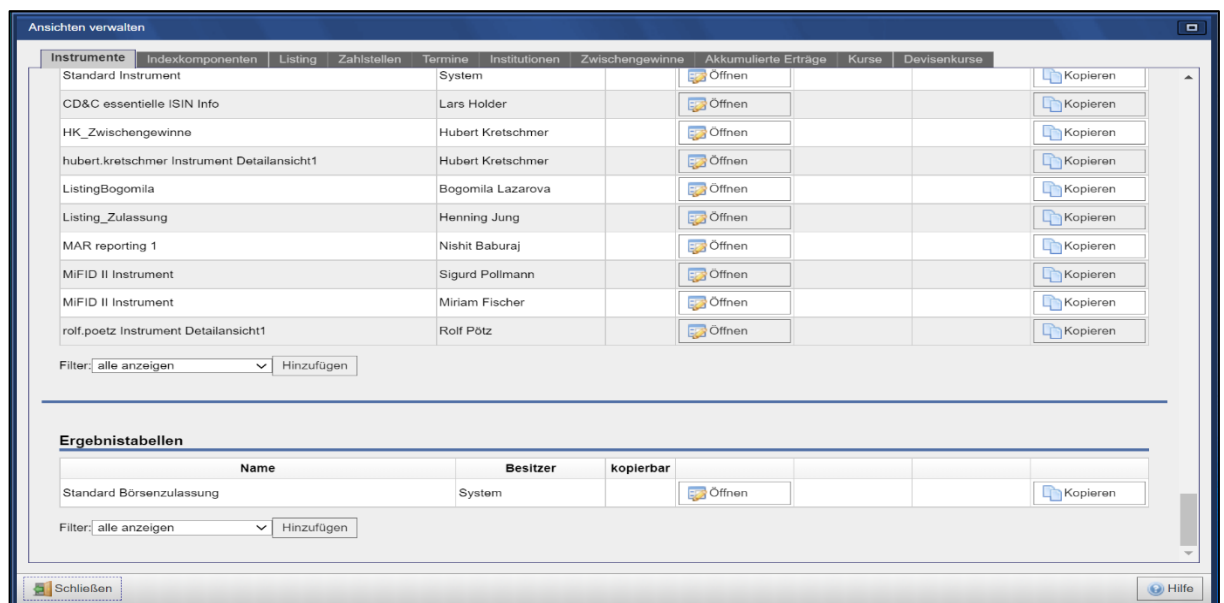 Ansichten verwalten
Instrumente Indexkomponenten Listing Zahlstellen Termine Institutionen Zwischengewinne Akkumulierte Erträge Kurse Devisenkurse
Standard Instrument System Öffnen Kopieren
CD&C essentielle ISIN Info Lars Holder Öffnen Kopieren
HK_Zwischengewinne Hubert Kretschmer Öffnen Kopieren
hubert.kretschmer Instrument Detailansicht1 Hubert Kretschmer Öffnen Kopieren
ListingBogomila Bogomila Lazarova Öffnen Kopieren
Listing_Zulassung Henning Jung Öffnen Kopieren
MAR reporting 1 Nishit Baburaj Öffnen Kopieren
MiFID II Instrument Sigurd Pollmann Öffnen Kopieren
MiFID II Instrument Miriam Fischer Öffnen Kopieren
rolf.poetz Instrument Detailansicht1 Rolf Pötz Öffnen Kopieren
Filter: alle anzeigen Hinzufügen
Ergebnistabellen
Name Besitzer kopierbar
Standard Börsenzulassung System Öffnen Kopieren
Filter: alle anzeigen Hinzufügen
Schließen Hilfe